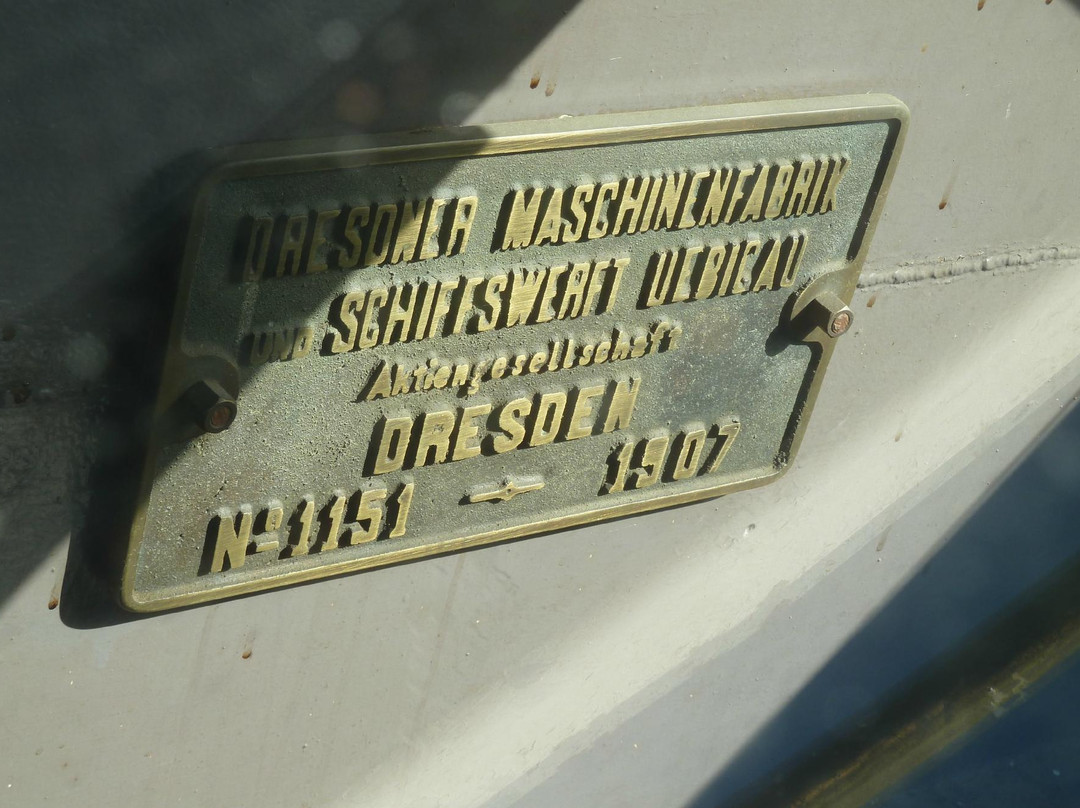 DRESDNER MASCHINENFABRIK
UND SCHIFFSWERFT UEBIGAU
Aktiengesellschaft
DRESDEN
Nº 1151 - 1907